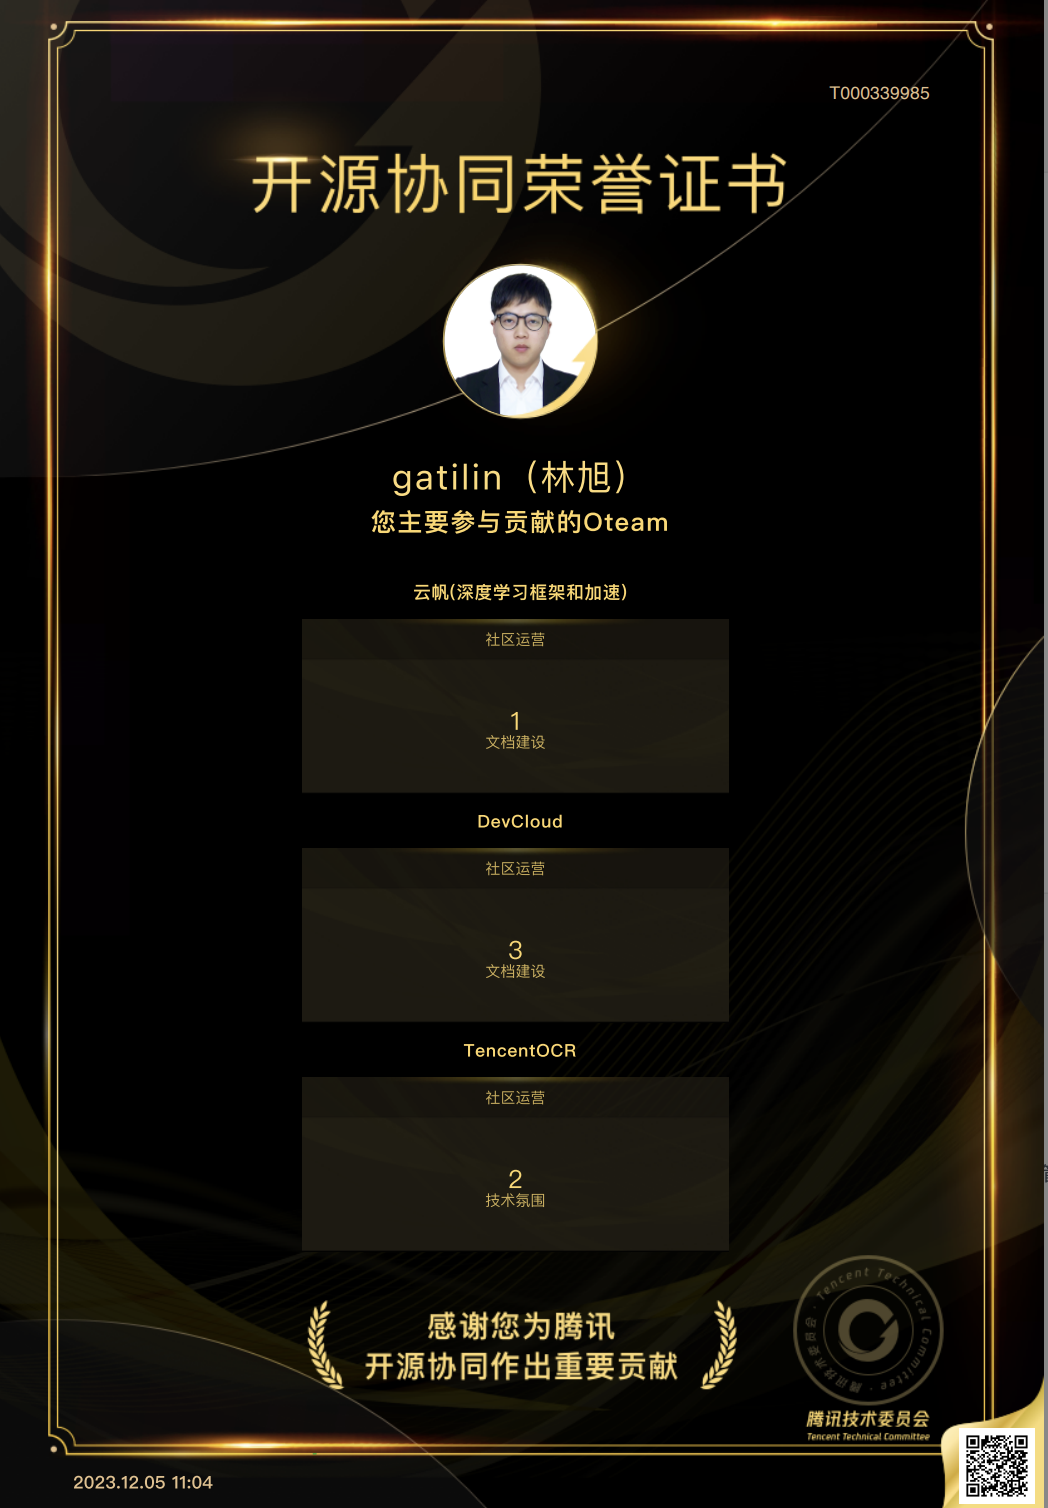 T000339985
开源协同荣誉证书
gatilin（林旭）
您主要参与贡献的Oteam
云帆(深度学习框架和加速)
社区运营
1
文档建设
DevCloud
社区运营
3
文档建设
TencentOCR
社区运营
2
技术氛围
感谢您为腾讯
开源协同作出重要贡献
Tencent Technical Committee · 腾讯技术委员会 ·
腾讯技术委员会
Tencent Technical Committee
2023.12.05 11:04